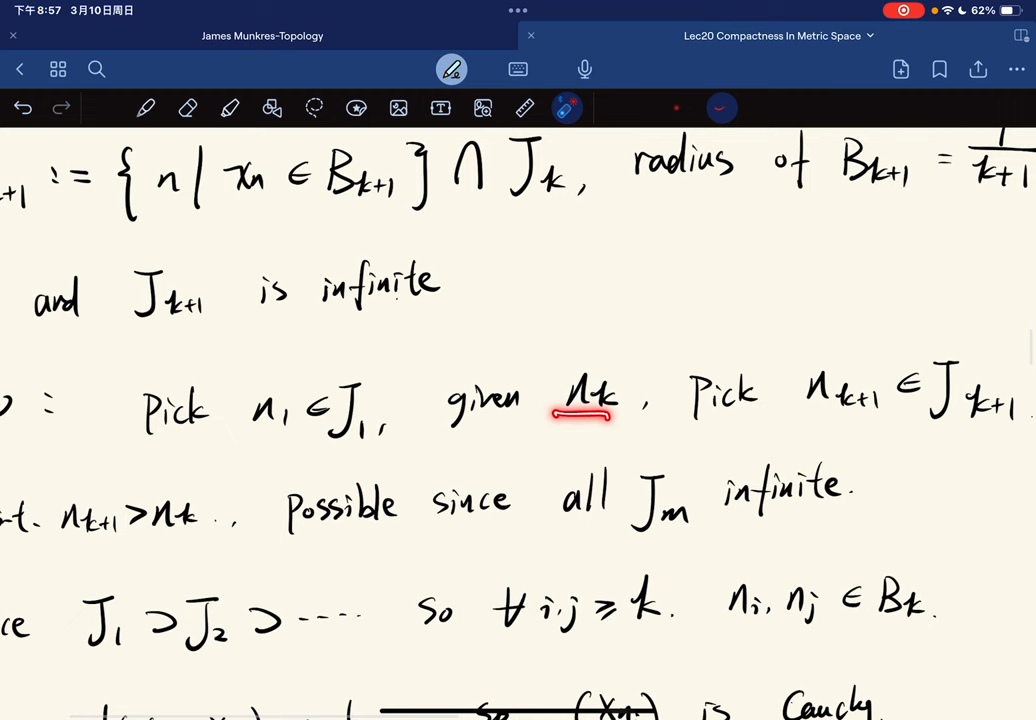 下午8:57 3月10日周日
62%
James Munkres-Topology
Lec20 Compactness In Metric Space
+1 := { n | xn ∈ Bk+1 } ∩ Jk, radius of Bk+1 = 1/k+1
and Jk+1 is infinite
: Pick n1 ∈ J1, given nk, Pick nk+1 ∈ Jk+1
s.t. nk+1 > nk., possible since all Jm infinite.
ce J1 ⊃ J2 ⊃ ---- so ∀ i.j ⩾ k. ni, nj ∈ Bk.
so is Cauchy